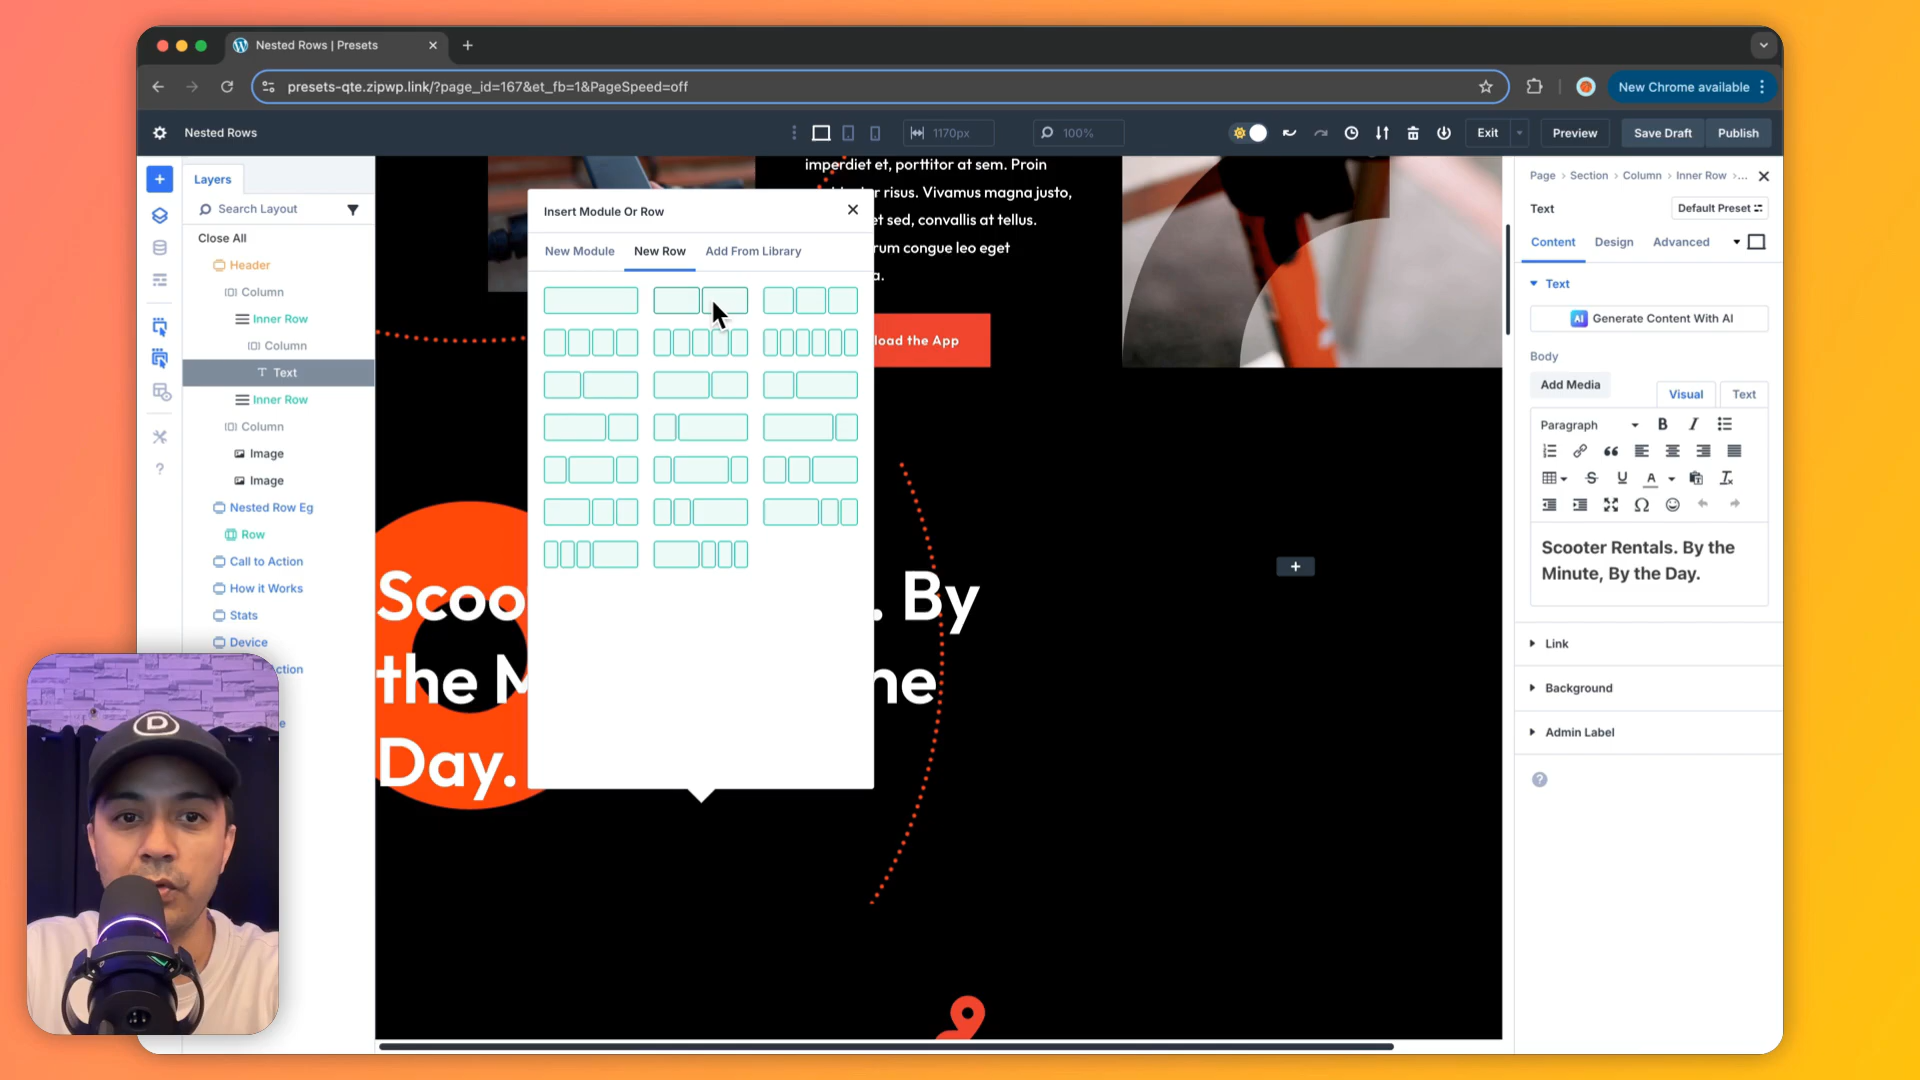 Nested Rows | Presets
presets-qte.zipwp.link/?page_id=167&et_fb=1&PageSpeed=off
New Chrome available
Nested Rows
1170px
100%
Exit
Preview
Save Draft
Publish
Layers
Search Layout
Close All
Header
Column
Inner Row
Column
Text
Inner Row
Column
Image
Image
Nested Row Eg
Row
Call to Action
How it Works
Stats
Device
imperdiet et, porttitor at sem. Proin
risus. Vivamus magna justo,
et sed, convallis at tellus.
rum congue leo eget
a.
load the App
Insert Module Or Row
New Module
New Row
Add From Library
Scoo
. By
the M
ne
Day.
Page
Section
Column
Inner Row
...
Text
Default Preset
Content
Design
Advanced
Text
AI Generate Content With AI
Body
Add Media
Visual
Text
Paragraph
B
I
U
A
Scooter Rentals. By the
Minute, By the Day.
Link
Background
Admin Label
D